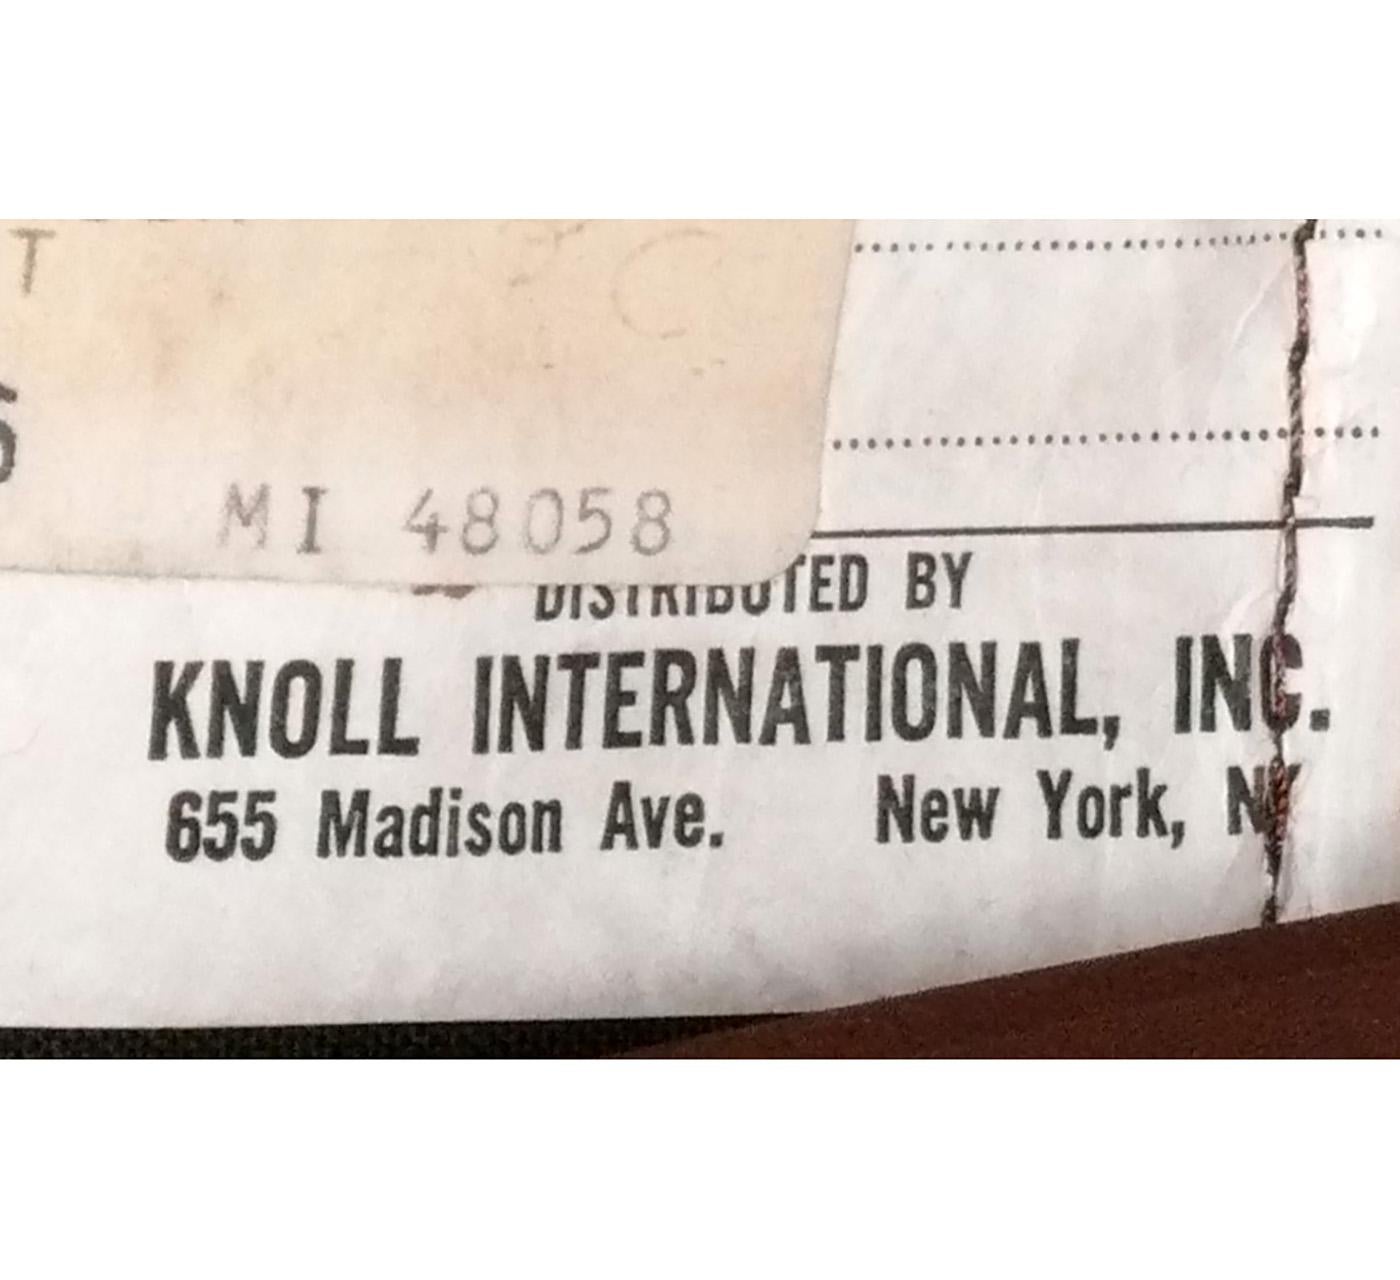 T
MI 48058
DISTRIBUTED BY
KNOLL INTERNATIONAL, INC.
655 Madison Ave. New York, NY